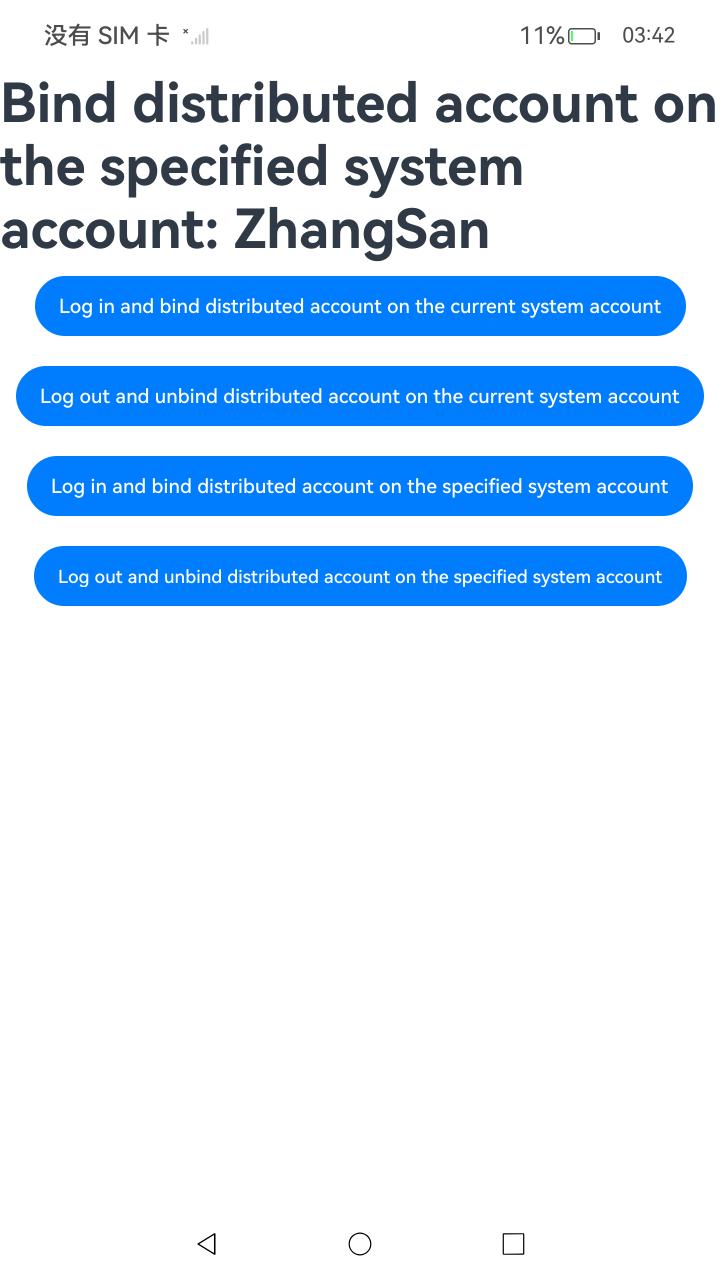 没有 SIM 卡
11%
03:42
Bind distributed account on
the specified system
account: ZhangSan
Log in and bind distributed account on the current system account
Log out and unbind distributed account on the current system account
Log in and bind distributed account on the specified system account
Log out and unbind distributed account on the specified system account